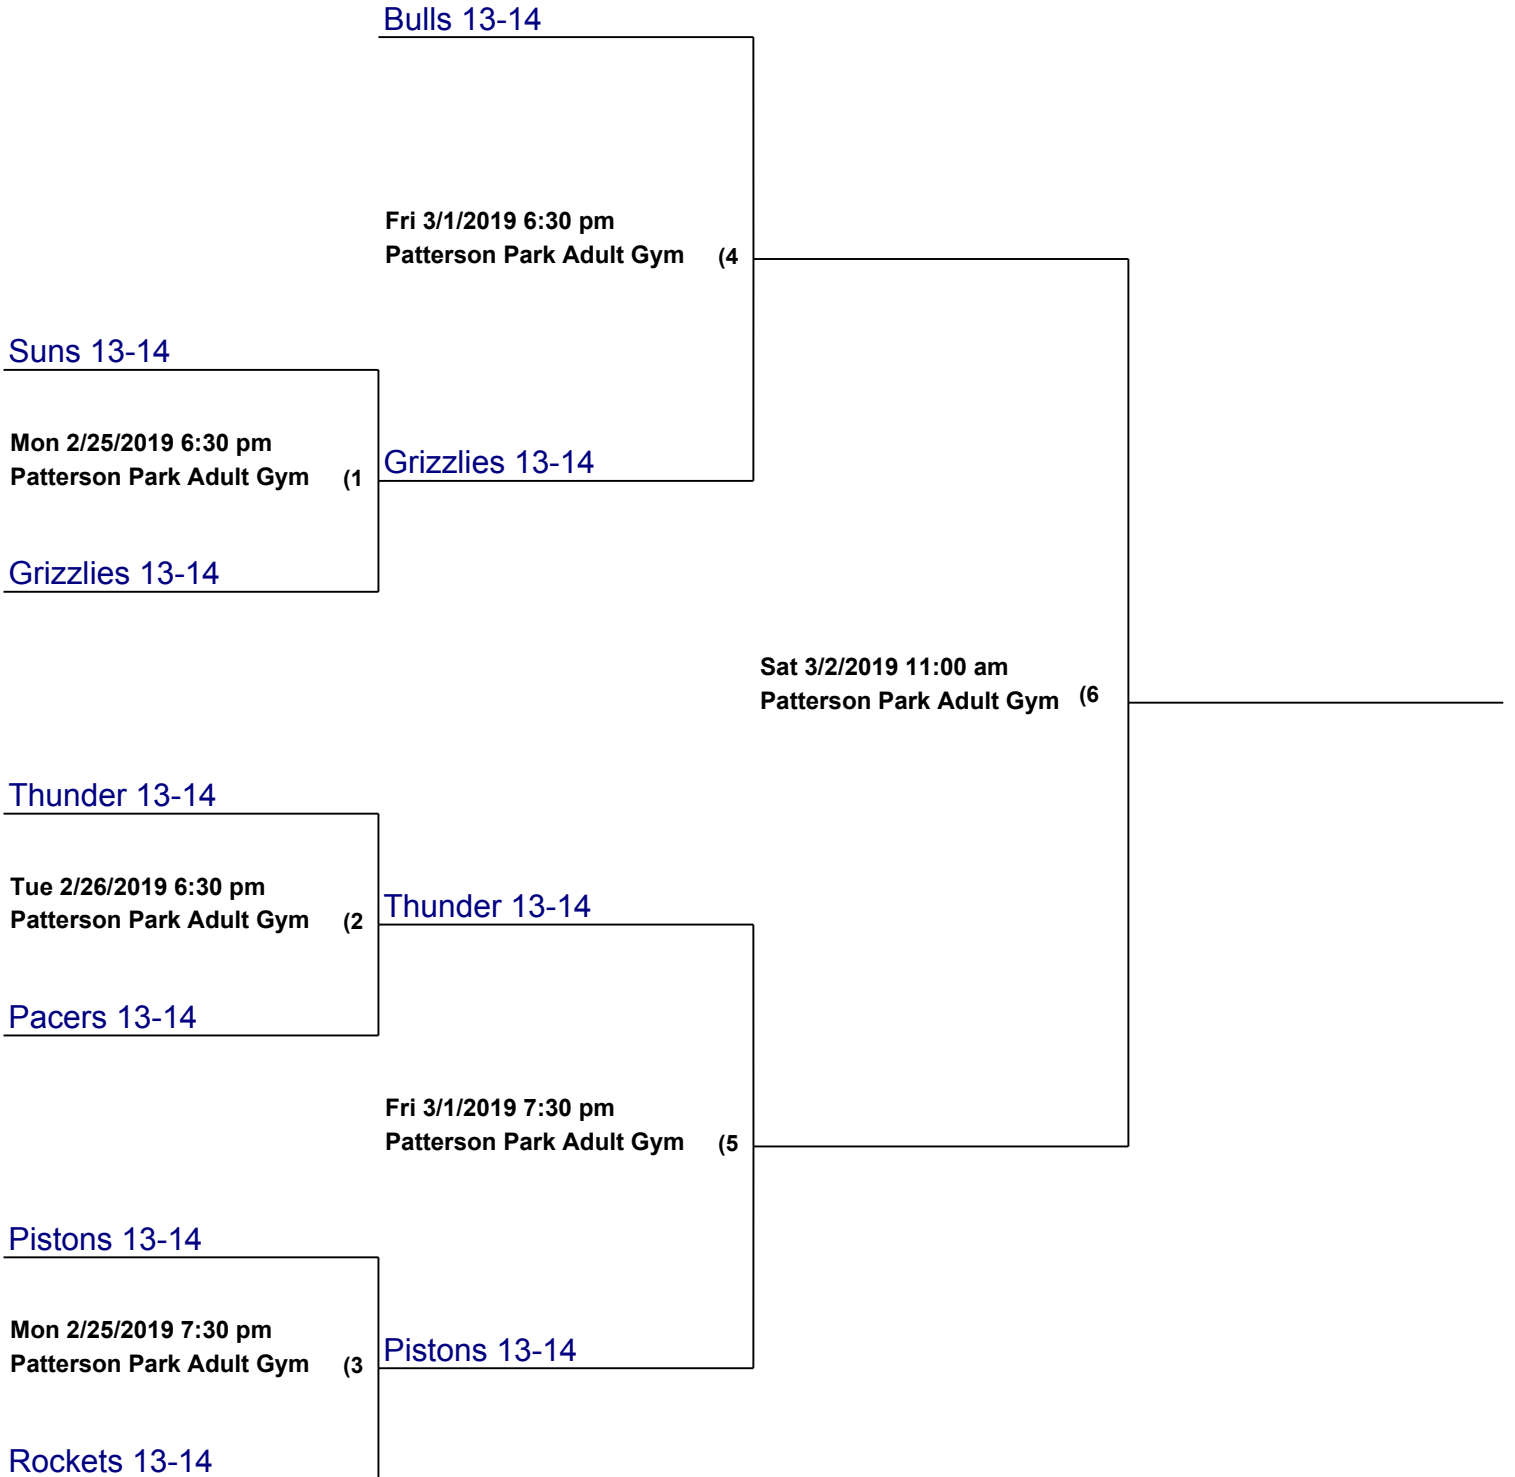 Bulls 13-14
Fri 3/1/2019 6:30 pm
Patterson Park Adult Gym (4
Suns 13-14
Mon 2/25/2019 6:30 pm
Patterson Park Adult Gym (1
Grizzlies 13-14
Grizzlies 13-14
Sat 3/2/2019 11:00 am
Patterson Park Adult Gym (6
Thunder 13-14
Tue 2/26/2019 6:30 pm
Patterson Park Adult Gym (2
Thunder 13-14
Pacers 13-14
Fri 3/1/2019 7:30 pm
Patterson Park Adult Gym (5
Pistons 13-14
Mon 2/25/2019 7:30 pm
Patterson Park Adult Gym (3
Pistons 13-14
Rockets 13-14